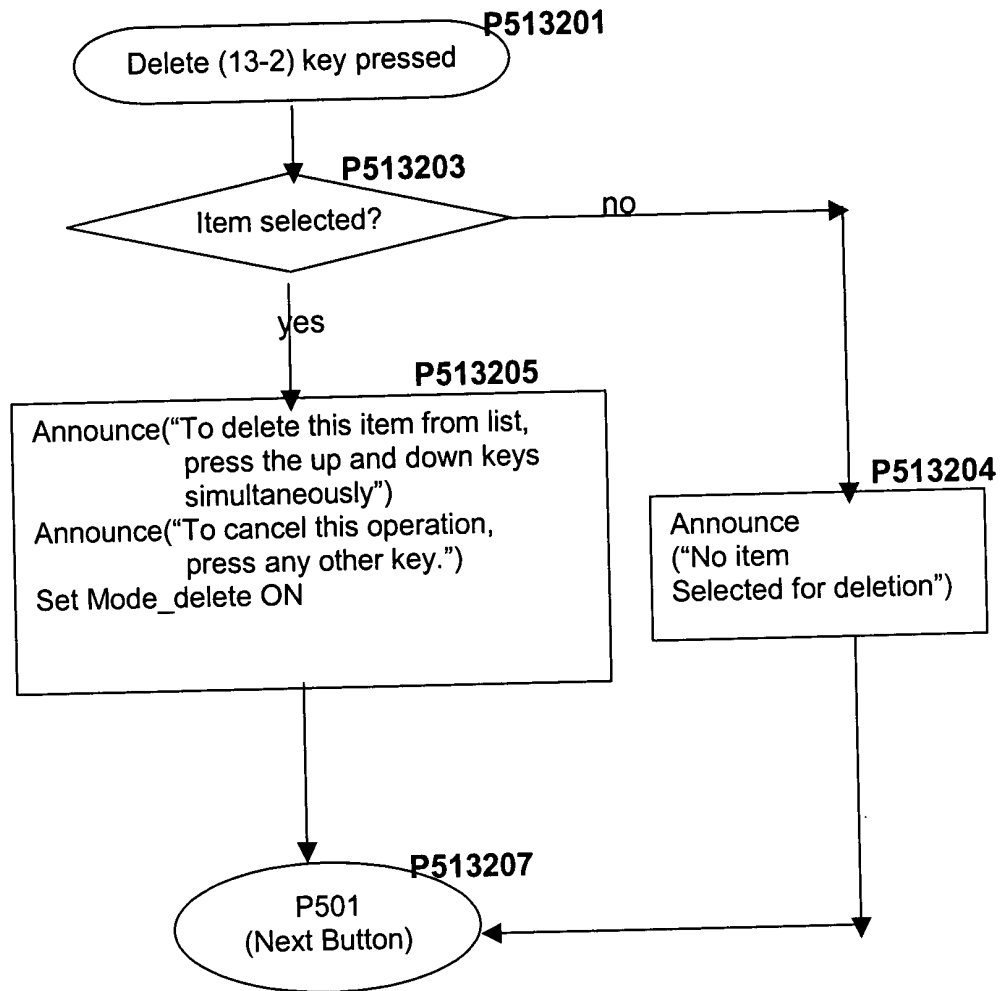 P513201
Delete (13-2) key pressed
P513203
Item selected?
no
yes
P513205
Announce(“To delete this item from list,
press the up and down keys
simultaneously”)
Announce(“To cancel this operation,
press any other key.”)
Set Mode_delete ON
P513204
Announce
(“No item
Selected for deletion”)
P513207
P501
(Next Button)